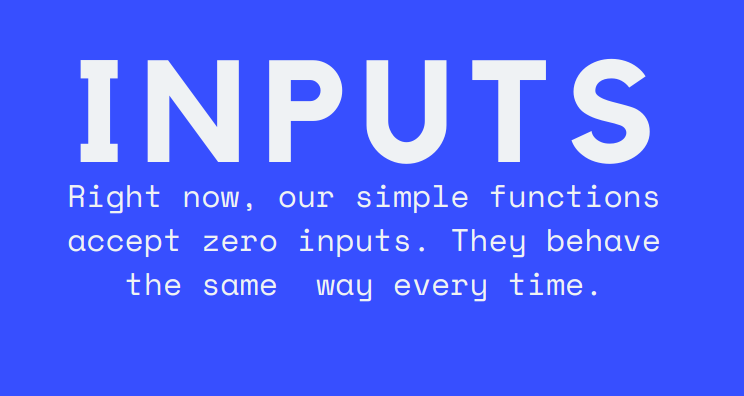 INPUTS
Right now, our simple functions
accept zero inputs. They behave
the same  way every time.